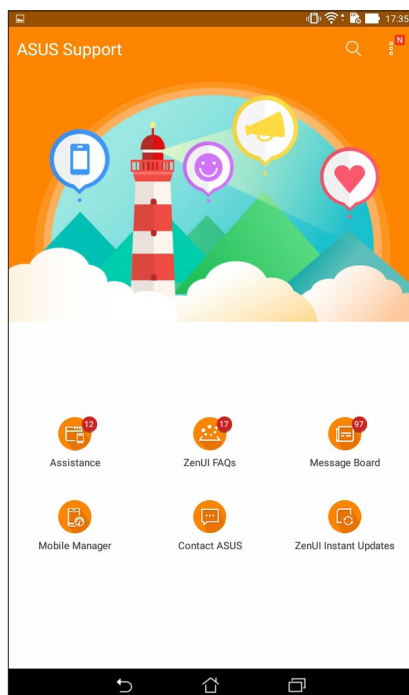 17:35
ASUS Support
N
12
17
97
Assistance
ZenUI FAQs
Message Board
Mobile Manager
Contact ASUS
ZenUI Instant Updates